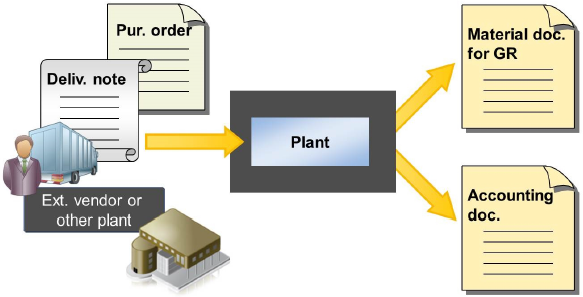 Pur. order
Deliv. note
Ext. vendor or
other plant
Plant
Material doc.
for GR
Accounting
doc.